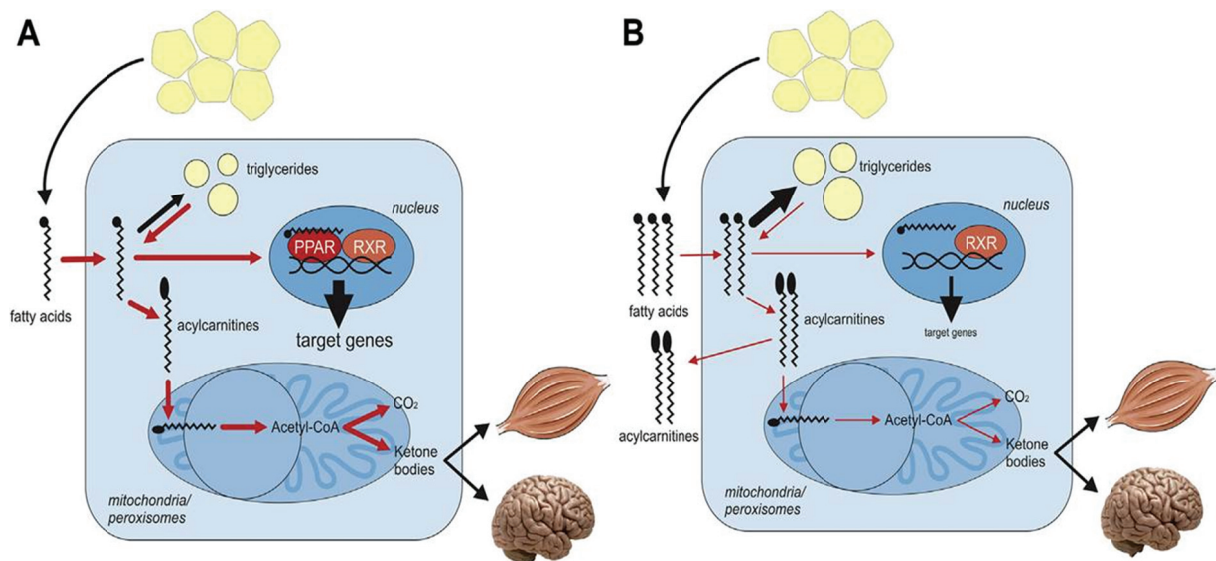 A
triglycerides
nucleus
PPAR RXR
fatty acids
acylcarnitines
target genes
CO₂
Acetyl-CoA
Ketone
bodies
mitochondria/
peroxisomes
B
triglycerides
nucleus
RXR
fatty acids
acylcarnitines
target genes
acylcarnitines
CO₂
Acetyl-CoA
Ketone
bodies
mitochondria/
peroxisomes